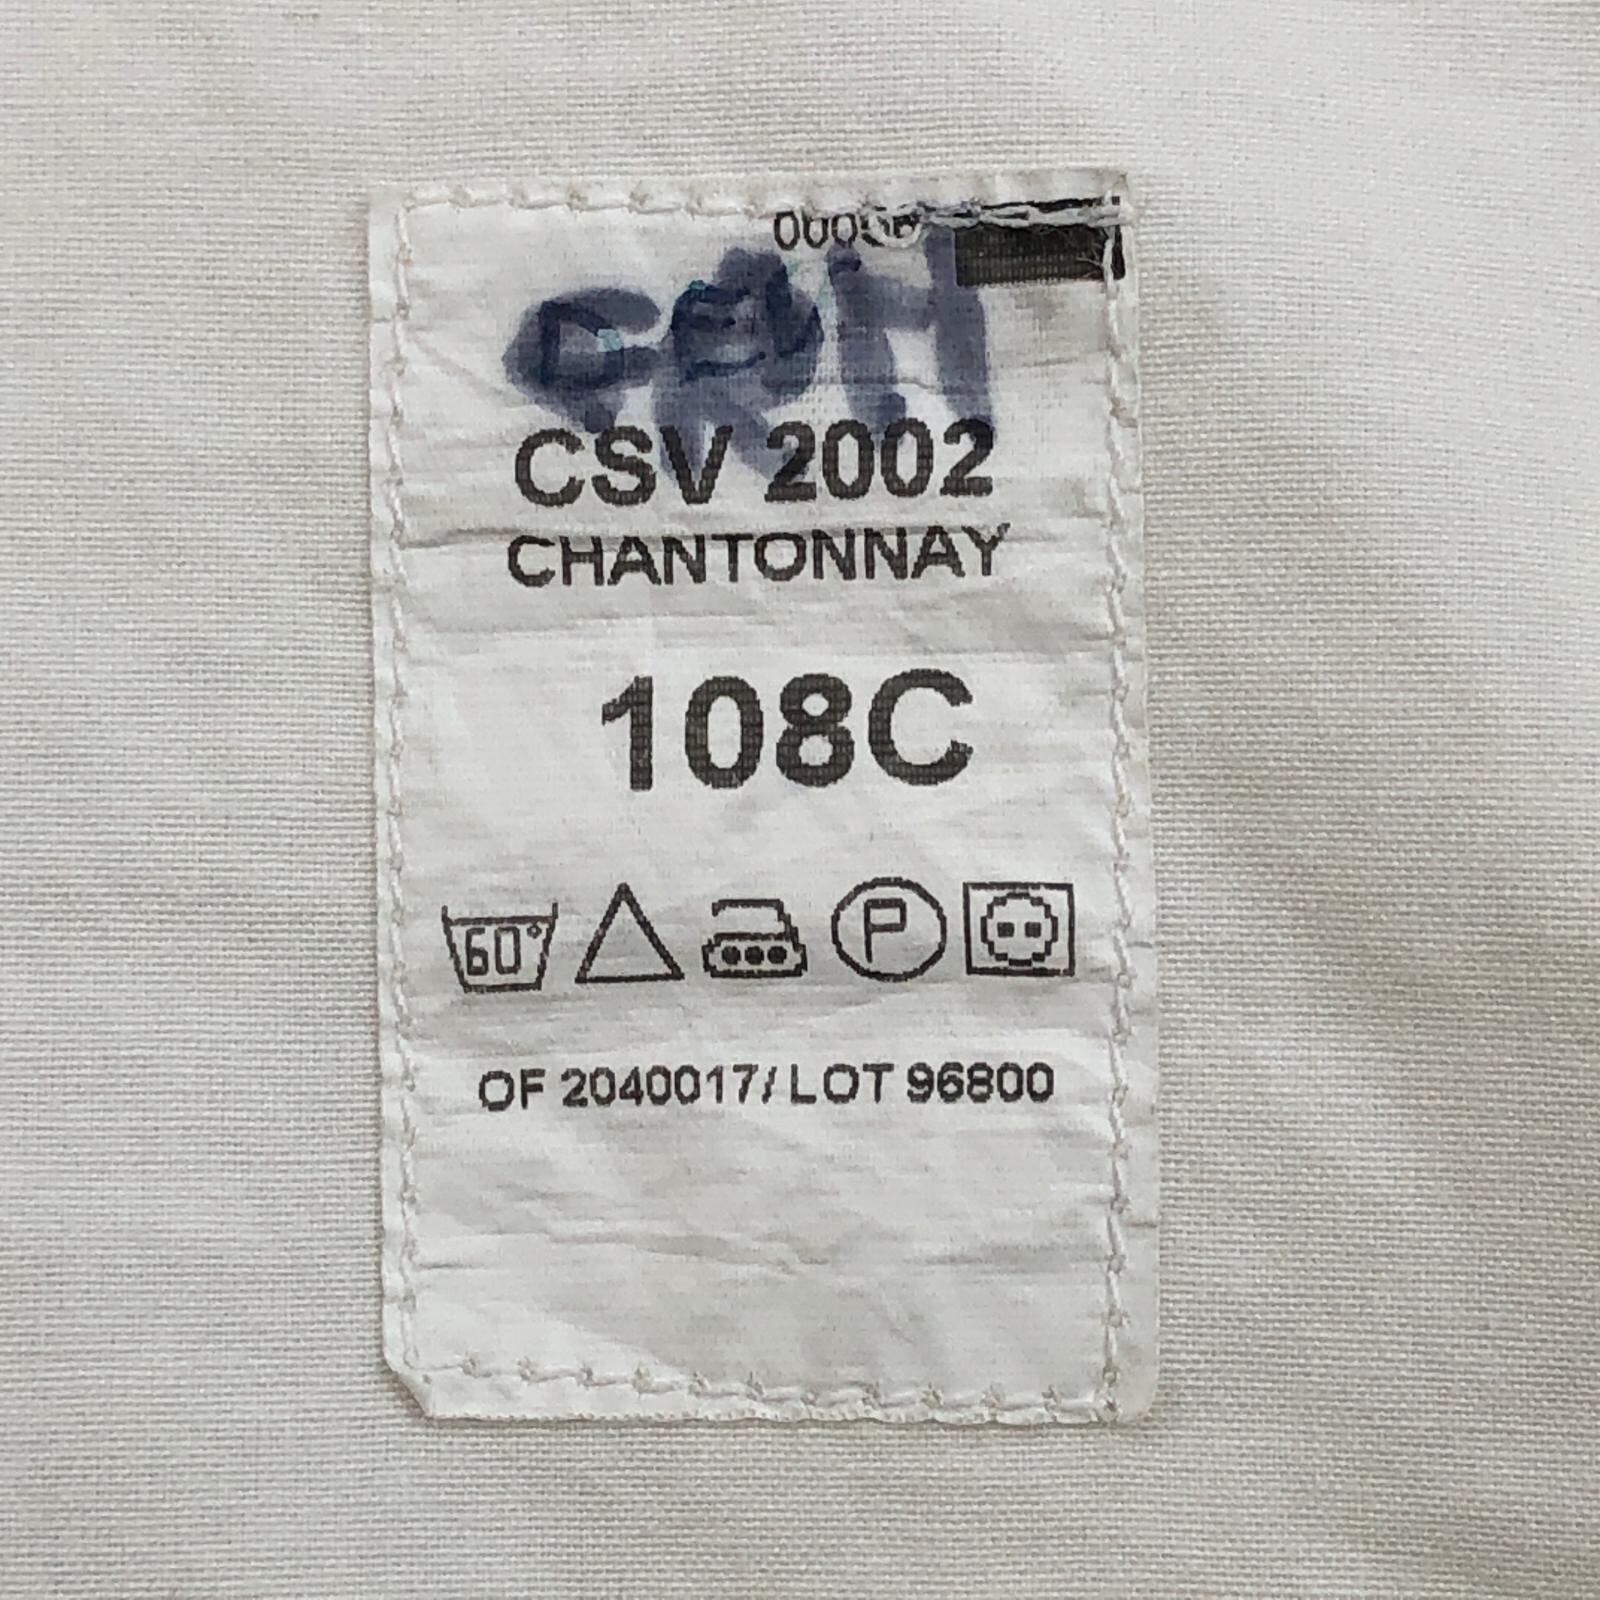 CSV 2002
CHANTONNAY
108C
60°
P
OF 2040017/ LOT 96800